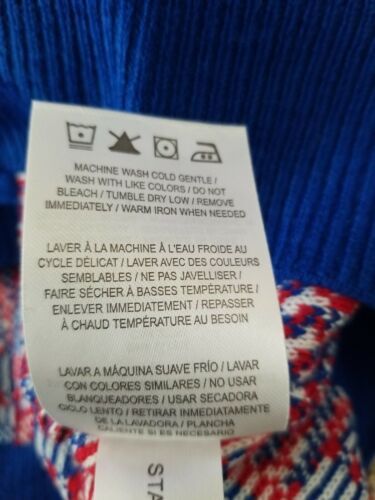 MACHINE WASH COLD GENTLE /
WASH WITH LIKE COLORS / DO NOT
BLEACH / TUMBLE DRY LOW / REMOVE
IMMEDIATELY / WARM IRON WHEN NEEDED
LAVER À LA MACHINE À L'EAU FROIDE AU
CYCLE DÉLICAT / LAVER AVEC DES COULEURS
SEMBLABLES / NE PAS JAVELLISER /
FAIRE SÉCHER À BASSES TEMPÉRATURE /
ENLEVER IMMEDIATEMENT / REPASSER
À CHAUD TEMPÉRATURE AU BESOIN
LAVAR A MÁQUINA SUAVE FRÍO / LAVAR
CON COLORES SIMILARES / NO USAR
BLANQUEADORES / USAR SECADORA
CICLO LENTO / RETIRAR INMEDIATAMENTE
DE LA LAVADORA / PLANCHA
CALIENTE SI ES NECESARIO
STA